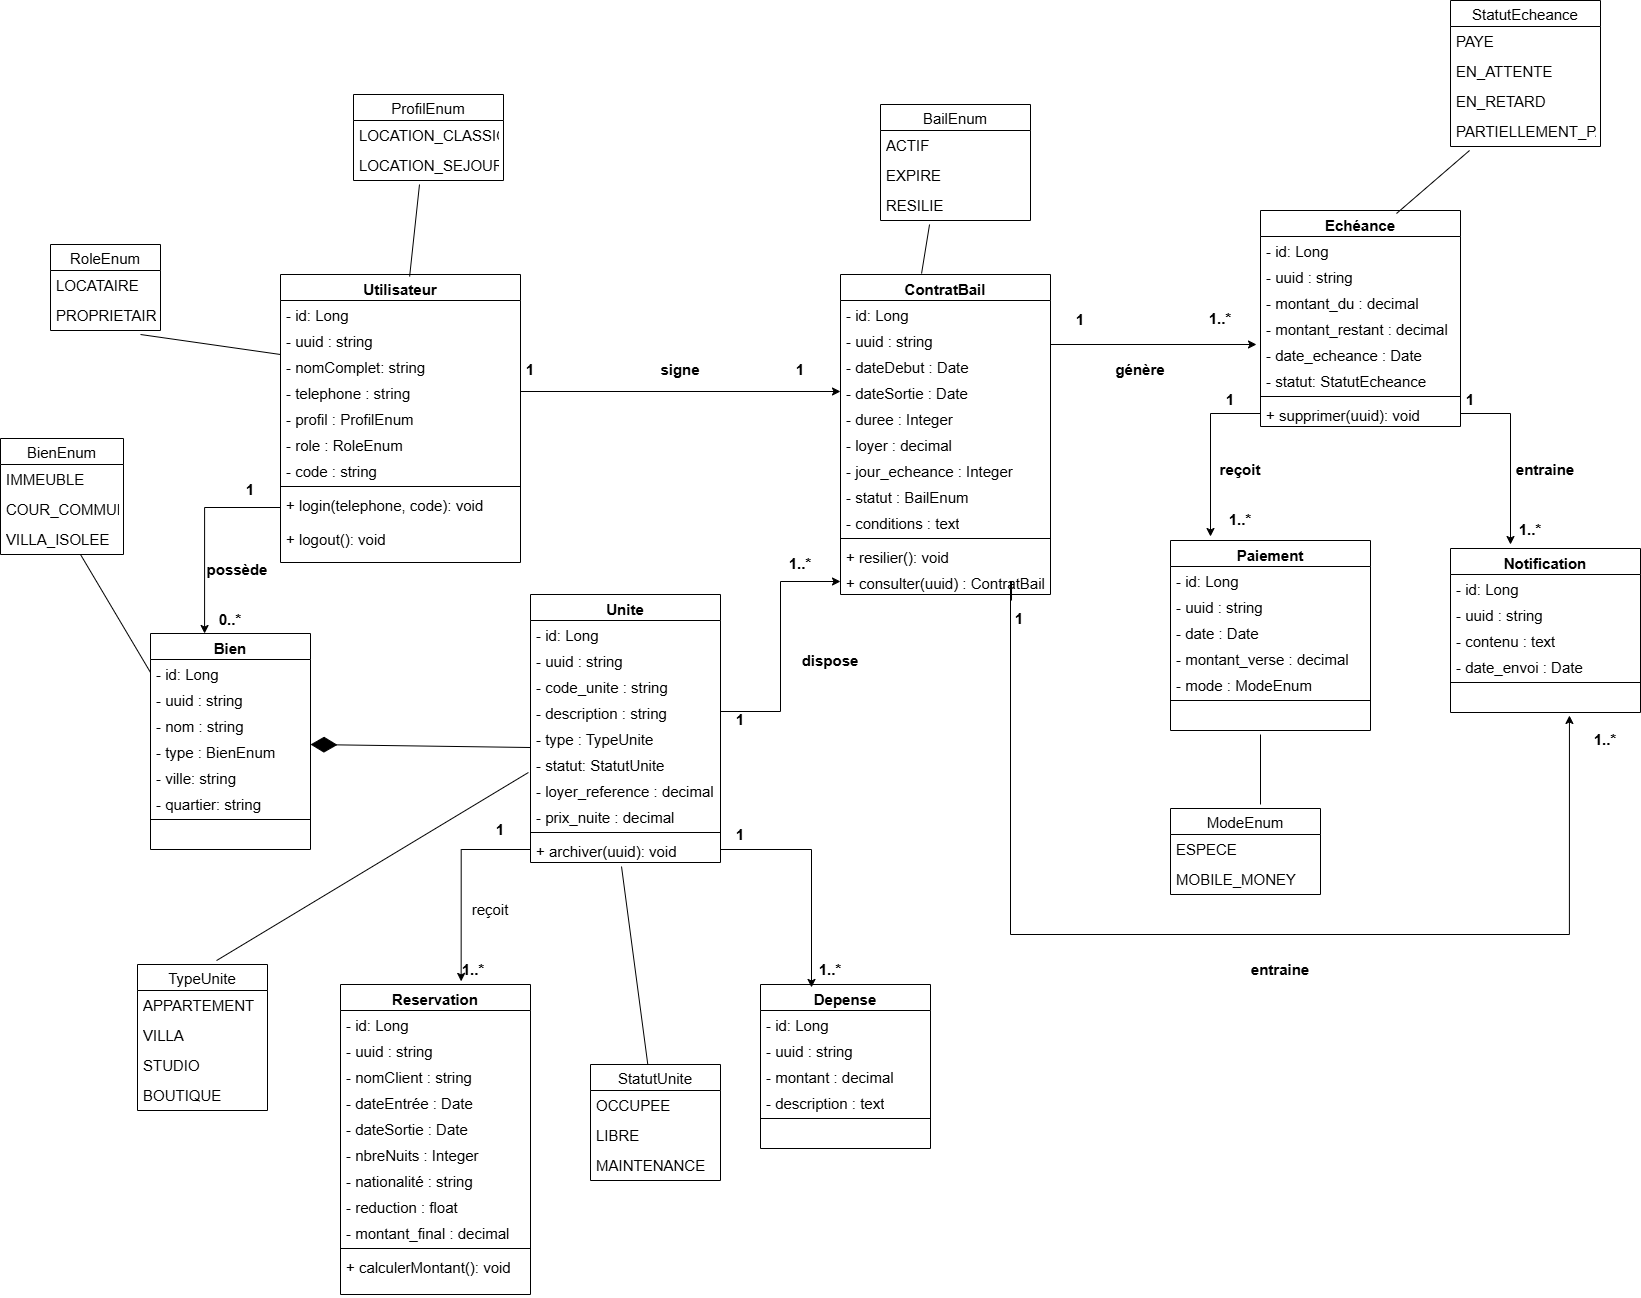 StatutEcheance
PAYE
EN_ATTENTE
EN_RETARD
PARTIELLEMENT_P
ProfilEnum
LOCATION_CLASSI
LOCATION_SEJOUR
BailEnum
ACTIF
EXPIRE
RESILIE
RoleEnum
LOCATAIRE
PROPRIETAIR
Utilisateur
- id: Long
- uuid : string
- nomComplet: string
- telephone : string
- profil : ProfilEnum
- role : RoleEnum
- code : string
+ login(telephone, code): void
+ logout(): void
1
signe
1
ContratBail
- id: Long
- uuid : string
- dateDebut : Date
- dateSortie : Date
- duree : Integer
- loyer : decimal
- jour_echeance : Integer
- statut : BailEnum
- conditions : text
+ resilier(): void
+ consulter(uuid) : ContratBail
1
1..*
génère
Echéance
- id: Long
- uuid : string
- montant_du : decimal
- montant_restant : decimal
- date_echeance : Date
- statut: StatutEcheance
+ supprimer(uuid): void
1
reçoit
1..*
1
entraine
1..*
BienEnum
IMMEUBLE
COUR_COMMU
VILLA_ISOLEE
1
possède
0..*
Bien
- id: Long
- uuid : string
- nom : string
- type : BienEnum
- ville: string
- quartier: string
Unite
- id: Long
- uuid : string
- code_unite : string
- description : string
- type : TypeUnite
- statut: StatutUnite
- loyer_reference : decimal
- prix_nuite : decimal
+ archiver(uuid): void
1..*
dispose
1
Paiement
- id: Long
- uuid : string
- date : Date
- montant_verse : decimal
- mode : ModeEnum
Notification
- id: Long
- uuid : string
- contenu : text
- date_envoi : Date
1
1..*
entraine
ModeEnum
ESPECE
MOBILE_MONEY
1
reçoit
1..*
1
1..*
TypeUnite
APPARTEMENT
VILLA
STUDIO
BOUTIQUE
Reservation
- id: Long
- uuid : string
- nomClient : string
- dateEntrée : Date
- dateSortie : Date
- nbreNuits : Integer
- nationalité : string
- reduction : float
- montant_final : decimal
+ calculerMontant(): void
StatutUnite
OCCUPEE
LIBRE
MAINTENANCE
Depense
- id: Long
- uuid : string
- montant : decimal
- description : text